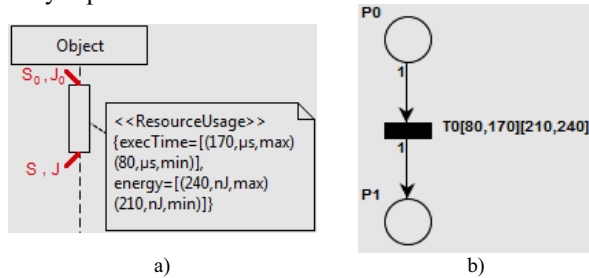 Object
S₀ , J₀
<<ResourceUsage>>
{execTime=[(170,µs,max)
(80,µs,min)],
energy=[(240,nJ,max)
(210,nJ,min)]}
S , J
a)
P0
1
T0[80,170][210,240]
1
P1
b)